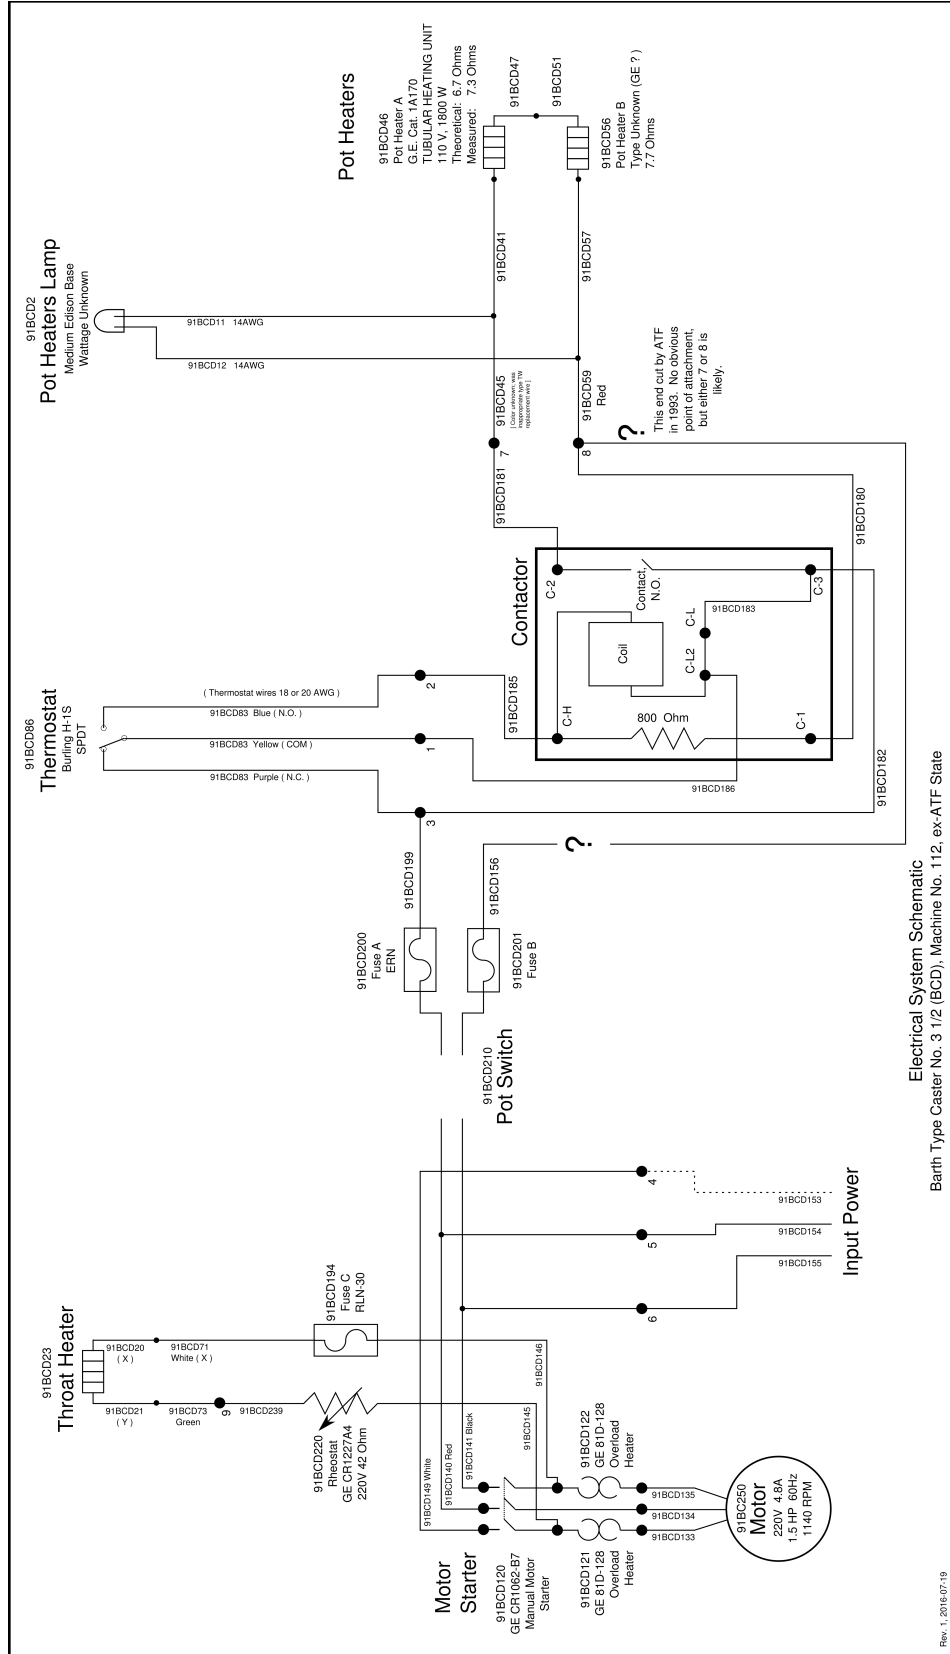 Throat Heater
91BCD23
91BCD20
( X )
91BCD71
White ( X )
91BCD21
( Y )
91BCD73
Green
9
91BCD239
91BCD194
Fuse C
RLN-30
91BCD220
Rheostat
GE CR1227A4
220V 42 Ohm
91BCD146
91BCD145
91BCD149 White
91BCD140 Red
91BCD141 Black
Motor
Starter
91BCD120
GE CR1062-B7
Manual Motor
Starter
91BCD122
GE 81D-128
Overload
Heater
91BCD121
GE 81D-128
Overload
Heater
91BCD135
91BCD134
91BCD133
91BC250
Motor
220V 4.8A
1.5 HP 60Hz
1140 RPM
4
5
6
91BCD153
91BCD154
91BCD155
Input Power
91BCD210
Pot Switch
91BCD200
Fuse A
ERN
91BCD201
Fuse B
91BCD199
91BCD156
?
91BCD86
Thermostat
Burling H-1S
SPDT
( Thermostat wires 18 or 20 AWG )
91BCD83 Blue ( N.O. )
91BCD83 Yellow ( COM )
91BCD83 Purple ( N.C. )
2
1
3
91BCD185
91BCD186
91BCD182
Contactor
C-H
C-2
Coil
Contact,
N.O.
800 Ohm
C-L2
C-L
91BCD183
C-1
C-3
91BCD180
91BCD181
7
8
91BCD45
[ Color unknown; was
inappropriate type TW
replacement wire ]
91BCD59
Red
?
This end cut by ATF
in 1993. No obvious
point of attachment,
but either 7 or 8 is
likely.
91BCD2
Pot Heaters Lamp
Medium Edison Base
Wattage Unknown
91BCD11 14AWG
91BCD12 14AWG
91BCD41
91BCD57
Pot Heaters
91BCD46
Pot Heater A
G.E. Cat. 1A170
TUBULAR HEATING UNIT
110 V, 1800 W
Theoretical: 6.7 Ohms
Measured: 7.3 Ohms
91BCD47
91BCD51
91BCD56
Pot Heater B
Type Unknown (GE ? )
7.7 Ohms
Electrical System Schematic
Barth Type Caster No. 3 1/2 (BCD), Machine No. 112, ex-ATF State
Rev. 1, 2016-07-19